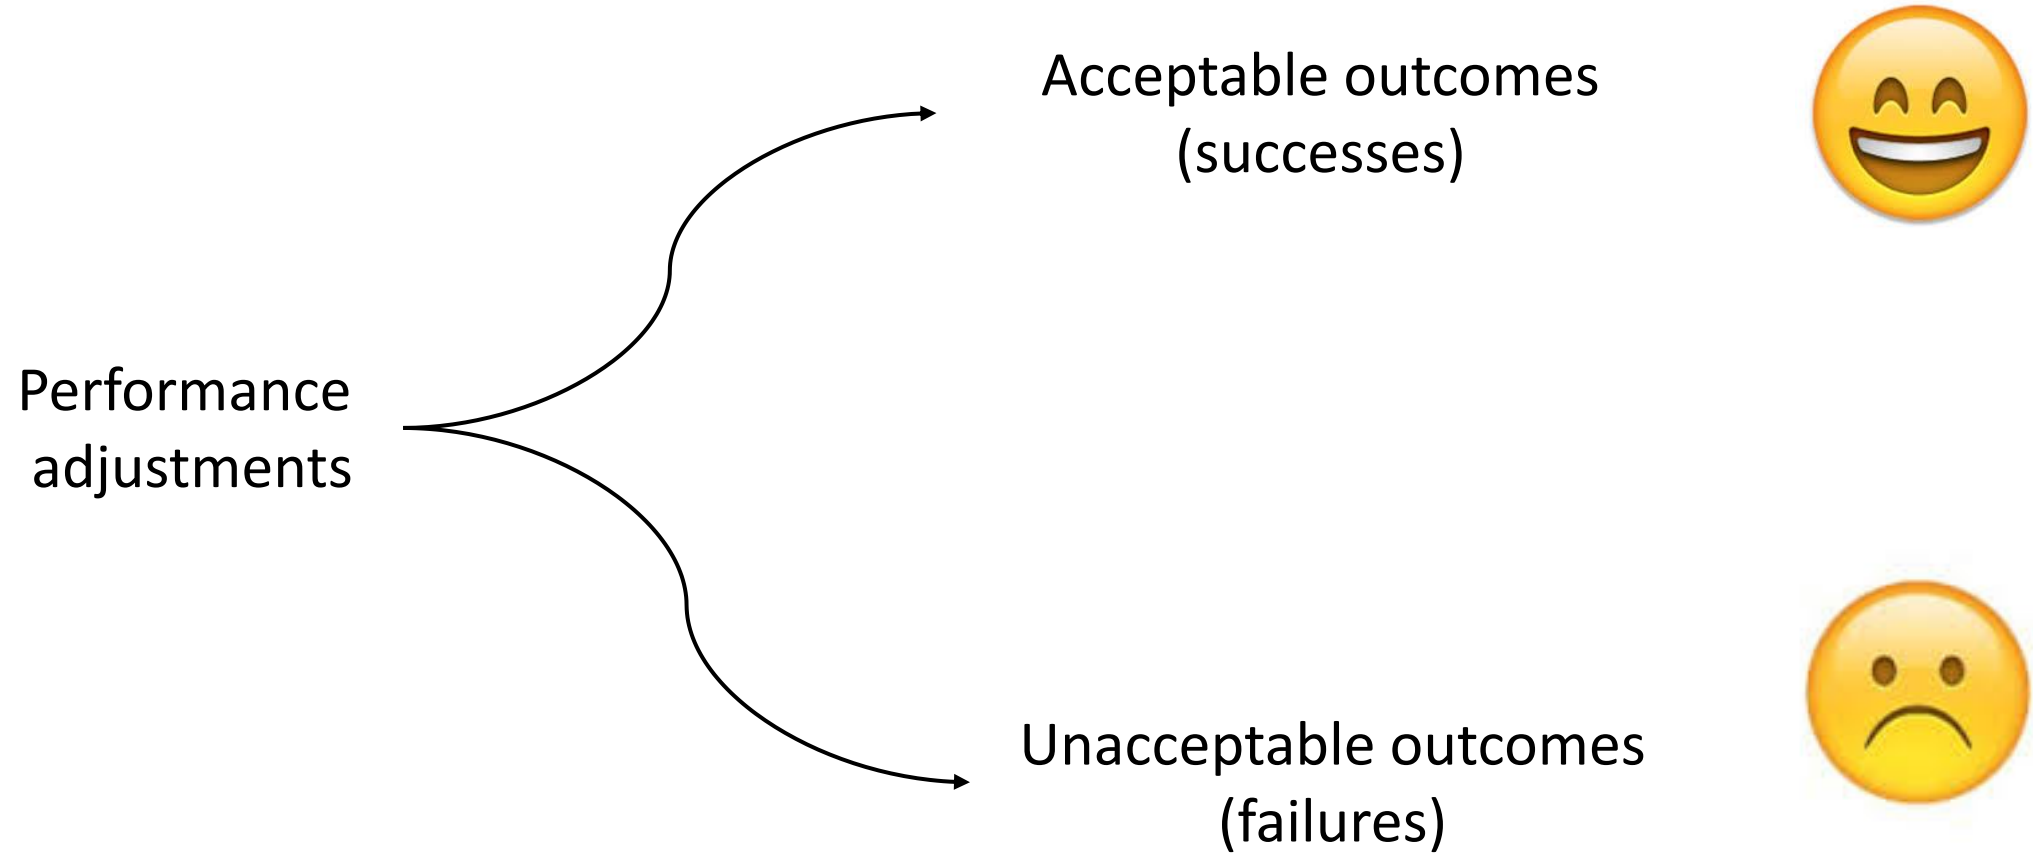 Acceptable outcomes
(successes)
Performance
adjustments
Unacceptable outcomes
(failures)